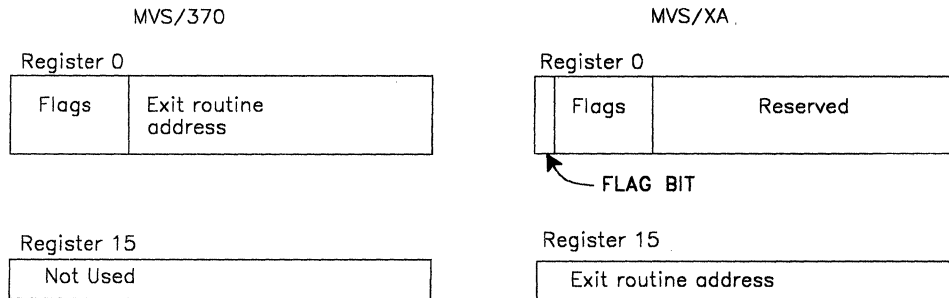 MVS/370
Register 0
Flags
Exit routine
address
Register 15
Not Used
MVS/XA
Register 0
Flags
Reserved
FLAG BIT
Register 15
Exit routine address